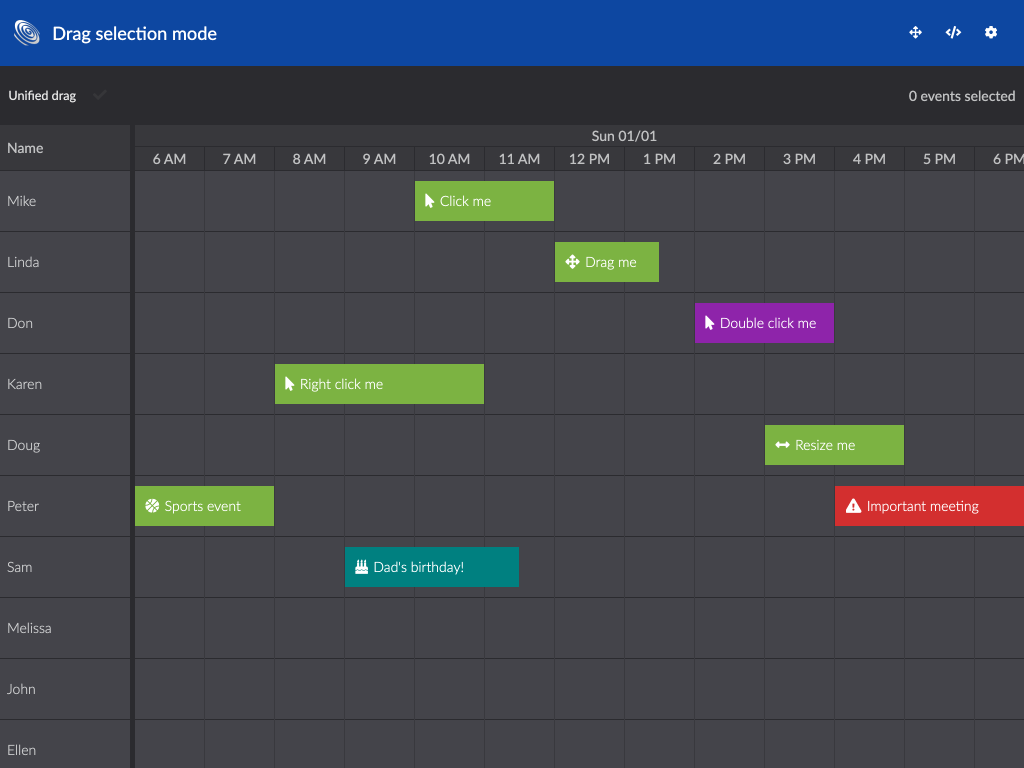 Drag selection mode
Unified drag
0 events selected
Name
Sun 01/01
6 AM 7 AM 8 AM 9 AM 10 AM 11 AM 12 PM 1 PM 2 PM 3 PM 4 PM 5 PM 6 PM
Mike
Click me
Linda
Drag me
Don
Double click me
Karen
Right click me
Doug
Resize me
Peter
Sports event
Important meeting
Sam
Dad's birthday!
Melissa
John
Ellen